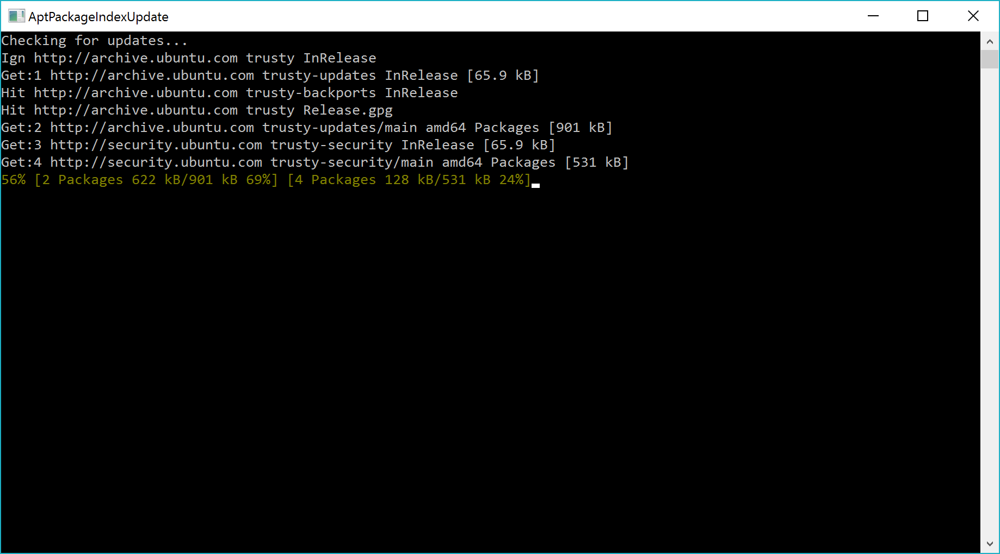 AptPackageIndexUpdate
Checking for updates...
Ign http://archive.ubuntu.com trusty InRelease
Get:1 http://archive.ubuntu.com trusty-updates InRelease [65.9 kB]
Hit http://archive.ubuntu.com trusty-backports InRelease
Hit http://archive.ubuntu.com trusty Release.gpg
Get:2 http://archive.ubuntu.com trusty-updates/main amd64 Packages [901 kB]
Get:3 http://security.ubuntu.com trusty-security InRelease [65.9 kB]
Get:4 http://security.ubuntu.com trusty-security/main amd64 Packages [531 kB]
56% [2 Packages 622 kB/901 kB 69%] [4 Packages 128 kB/531 kB 24%]